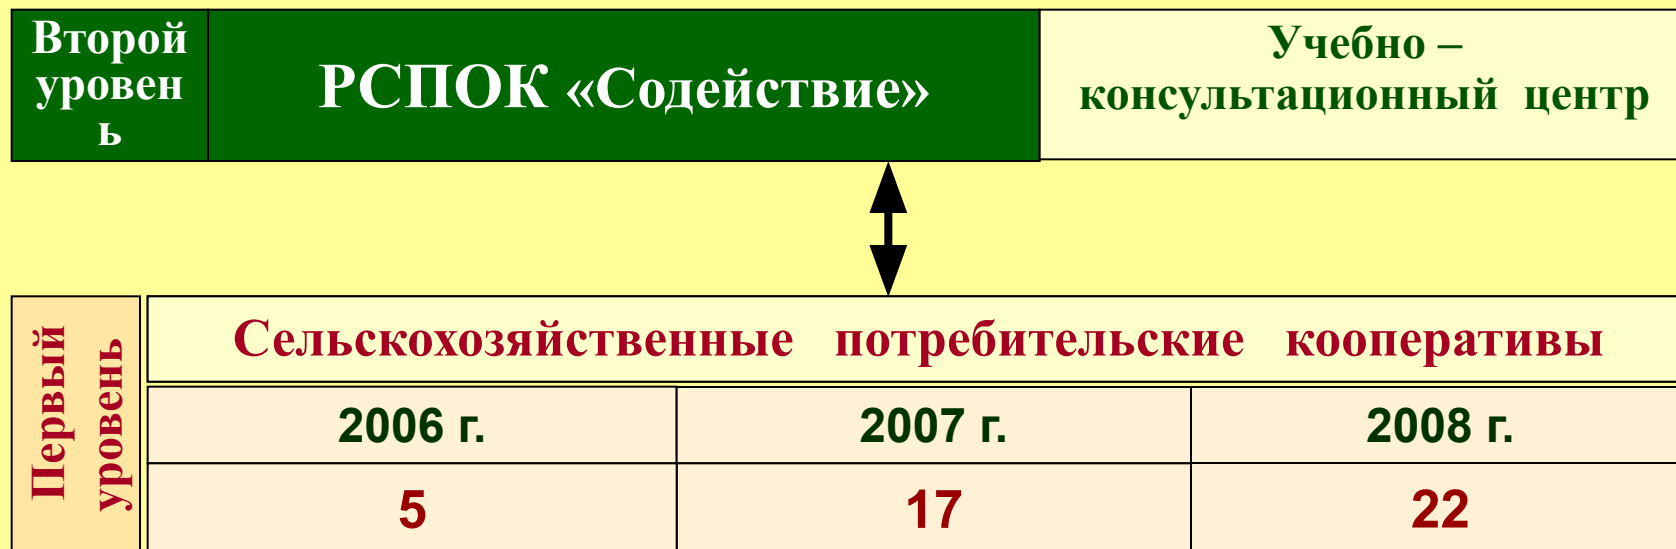 Второй
уровен
ь
РСПОК «Содействие»
Учебно –
консультационный центр
Первый
уровень
Сельскохозяйственные потребительские кооперативы
2006 г.
2007 г.
2008 г.
5
17
22